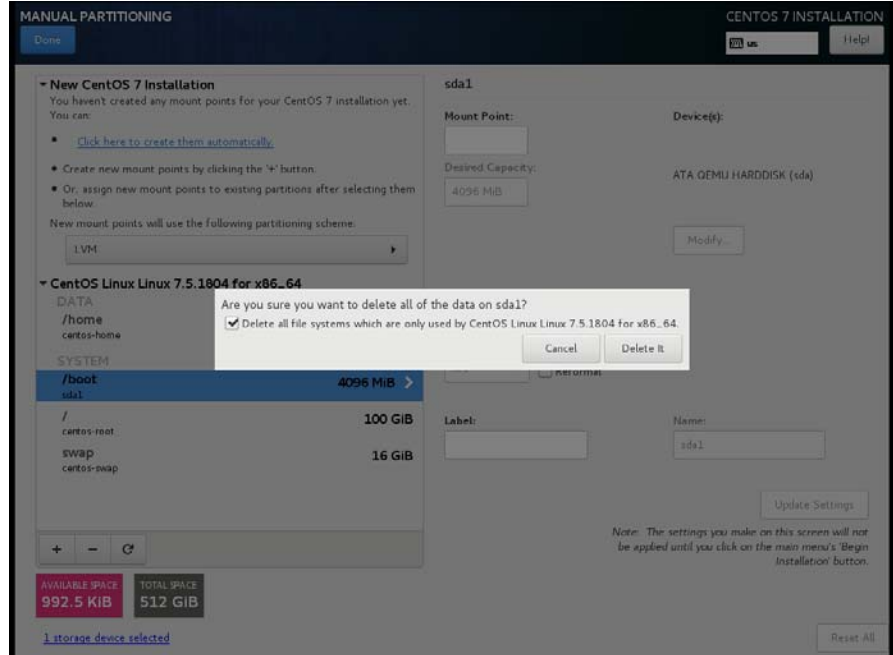 MANUAL PARTITIONING
CENTOS 7 INSTALLATION
Done
us
Help!
New CentOS 7 Installation
You haven't created any mount points for your CentOS 7 installation yet.
You can:
Click here to create them automatically.
Create new mount points by clicking the '+' button.
Or, assign new mount points to existing partitions after selecting them
below.
New mount points will use the following partitioning scheme:
LVM
CentOS Linux Linux 7.5.1804 for x86_64
DATA
/home
centos-home
SYSTEM
/boot
4096 MiB
sda1
/
100 GiB
centos-root
swap
16 GiB
centos-swap
+ −
AVAILABLE SPACE
992.5 KiB
TOTAL SPACE
512 GiB
1 storage device selected
sda1
Mount Point:
Device(s):
Desired Capacity:
4096 MiB
ATA QEMU HARDDISK (sda)
Modify...
Are you sure you want to delete all of the data on sda1?
Delete all file systems which are only used by CentOS Linux Linux 7.5.1804 for x86_64.
Cancel
Delete It
Reformat
Label:
Name:
sda1
Update Settings
Note: The settings you make on this screen will not
be applied until you click on the main menu's 'Begin
Installation' button.
Reset All